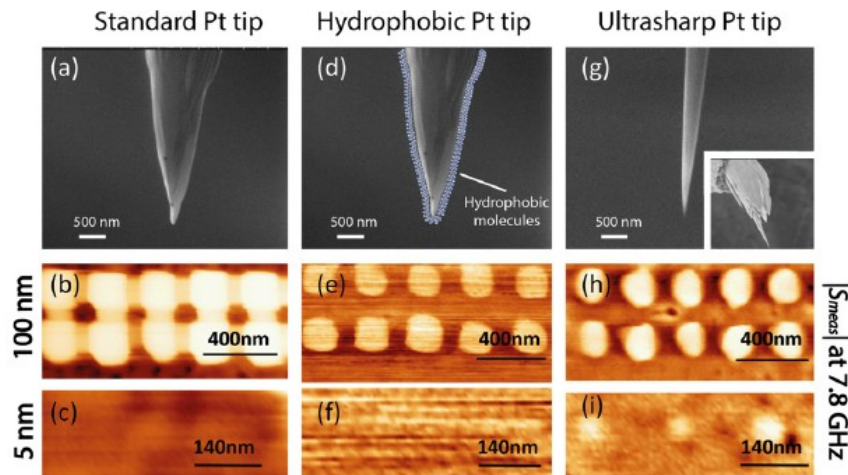 Standard Pt tip
Hydrophobic Pt tip
Ultrasharp Pt tip
(a)
500 nm
(d)
Hydrophobic
molecules
500 nm
(g)
500 nm
100 nm
(b)
400nm
(e)
400nm
(h)
400nm
5 nm
(c)
140nm
(f)
140nm
(i)
140nm
|Smeas| at 7.8 GHz